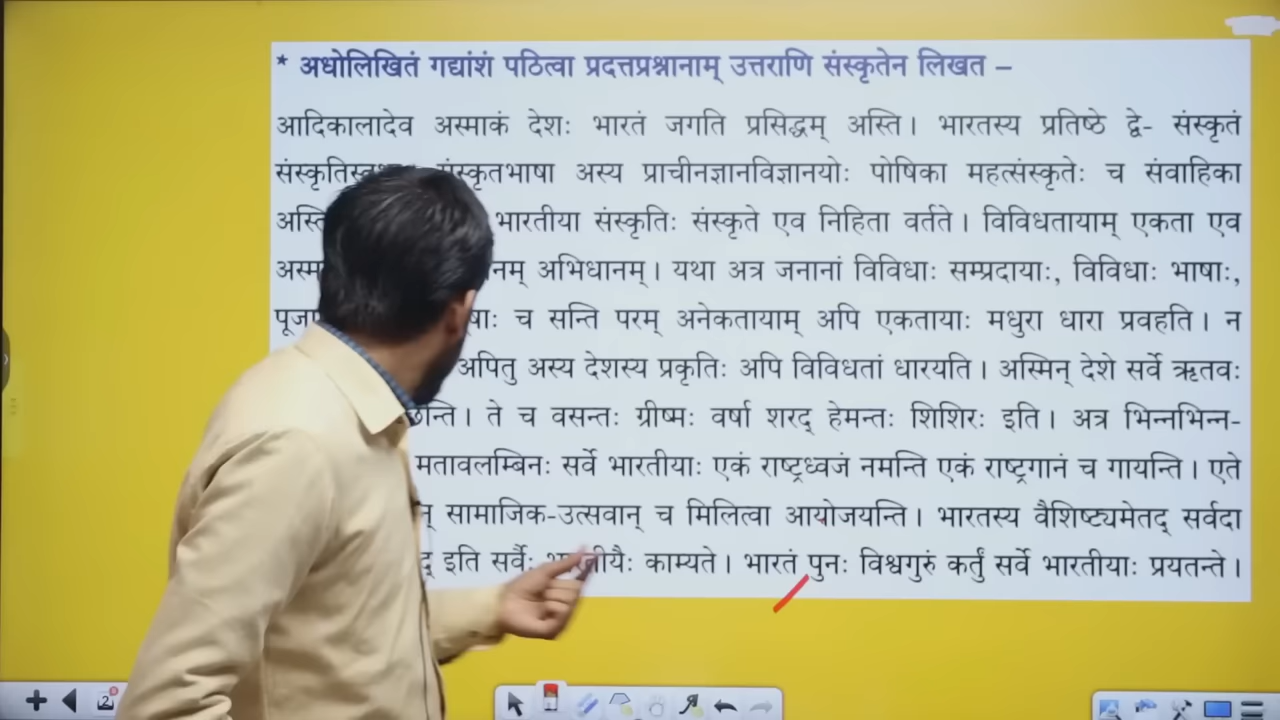 * अधोलिखितं गद्यांशं पठित्वा प्रदत्तप्रश्नानाम् उत्तराणि संस्कृतेन लिखत –
आदिकालादेव अस्माकं देशः भारतं जगति प्रसिद्धम् अस्ति। भारतस्य प्रतिष्ठे द्वे- संस्कृतं
अस्य प्राचीनज्ञानविज्ञानयोः पोषिका महत्संस्कृतेः च संवाहिका
भारतीया संस्कृतिः संस्कृते एव निहिता वर्तते। विविधतायाम् एकता एव
अभिधानम्। यथा अत्र जनानां विविधाः सम्प्रदायाः, विविधाः भाषाः,
च सन्ति परम् अनेकतायाम् अपि एकतायाः मधुरा धारा प्रवहति। न
अपितु अस्य देशस्य प्रकृतिः अपि विविधतां धारयति। अस्मिन् देशे सर्वे ऋतवः
ते च वसन्तः ग्रीष्मः वर्षा शरद् हेमन्तः शिशिरः इति। अत्र भिन्नभिन्न-
मतावलम्बिनः सर्वे भारतीयाः एकं राष्ट्रध्वजं नमन्ति एकं राष्ट्रगानं च गायन्ति। एते
सामाजिक-उत्सवान् च मिलित्वा आयोजयन्ति। भारतस्य वैशिष्ट्यमेतद् सर्वदा
इति सर्वैः भारतीयैः काम्यते। भारतं पुनः विश्वगुरुं कर्तुं सर्वे भारतीयाः प्रयतन्ते।
2